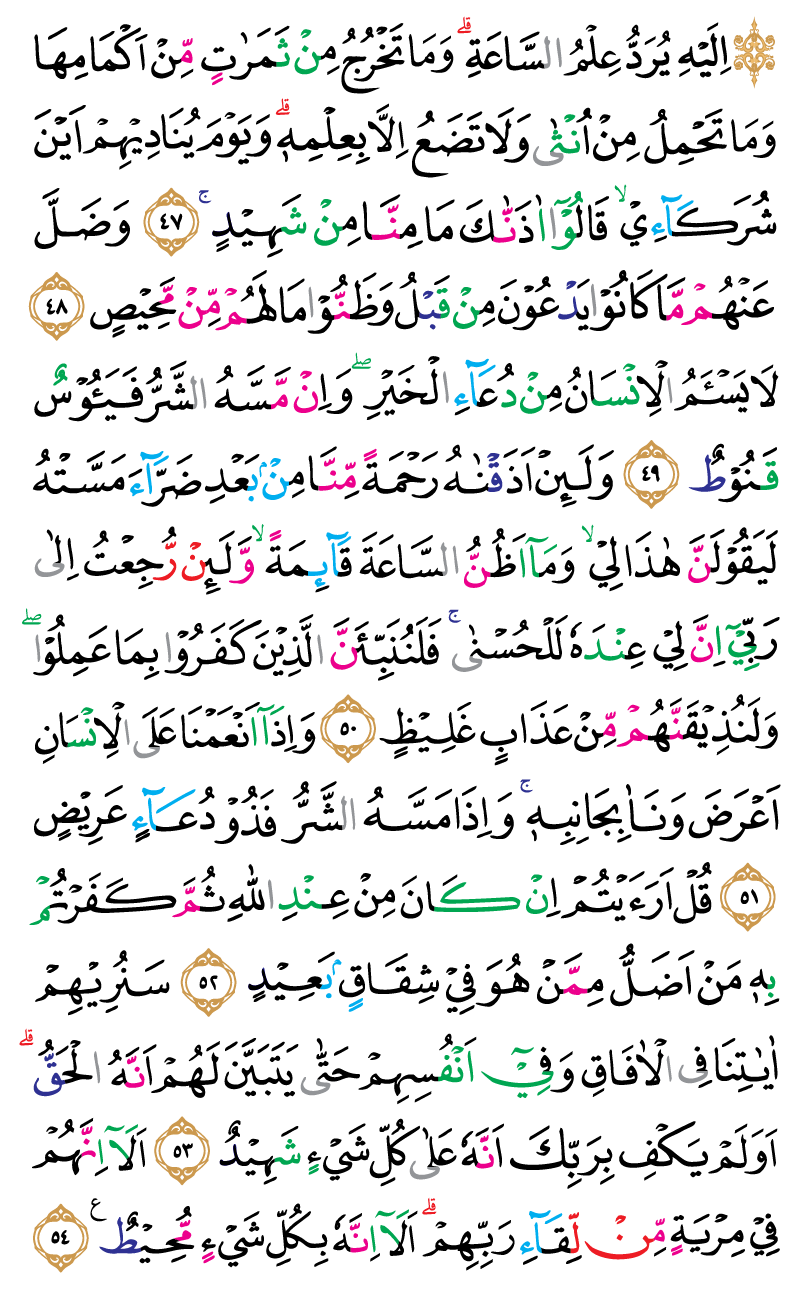 اِلَيْهِ يُرَدُّ عِلْمُ السَّاعَةِ ۗ وَمَا تَخْرُجُ مِنْ ثَمَرٰتٍ مِّنْ اَكْمَامِهَا
وَمَا تَحْمِلُ مِنْ اُنْثٰى وَلَا تَضَعُ اِلَّا بِعِلْمِهٖ ۗ وَيَوْمَ يُنَادِيْهِمْ اَيْنَ
شُرَكَاۤءِيْۙ قَالُوْٓا اٰذَنّٰكَ مَا مِنَّا مِنْ شَهِيْدٍ ۚ ٤٧ وَضَلَّ
عَنْهُمْ مَّا كَانُوْا يَدْعُوْنَ مِنْ قَبْلُ وَظَنُّوْا مَا لَهُمْ مِّنْ مَّحِيْصٍ ٤٨
لَا يَسْـَٔمُ الْاِنْسَانُ مِنْ دُعَاۤءِ الْخَيْرِ ۖ وَاِنْ مَّسَّهُ الشَّرُّ فَيَـُٔوْسٌ
قَنُوْطٌ ٤٩ وَلَىِٕنْ اَذَقْنٰهُ رَحْمَةً مِّنَّا مِنْۢ بَعْدِ ضَرَّاۤءَ مَسَّتْهُ
لَيَقُوْلَنَّ هٰذَا لِيْۙ وَمَآ اَظُنُّ السَّاعَةَ قَاۤىِٕمَةً ۙ وَّلَىِٕنْ رُّجِعْتُ اِلٰى
رَبِّيْٓ اِنَّ لِيْ عِنْدَهٗ لَلْحُسْنٰىۚ فَلَنُنَبِّئَنَّ الَّذِيْنَ كَفَرُوْا بِمَا عَمِلُوْا ۖ
وَلَنُذِيْقَنَّهُمْ مِّنْ عَذَابٍ غَلِيْظٍ ٥٠ وَاِذَآ اَنْعَمْنَا عَلَى الْاِنْسَانِ
اَعْرَضَ وَنَاٰ بِجَانِبِهٖ ۚ وَاِذَا مَسَّهُ الشَّرُّ فَذُوْ دُعَاۤءٍ عَرِيْضٍ
٥١ قُلْ اَرَءَيْتُمْ اِنْ كَانَ مِنْ عِنْدِ اللّٰهِ ثُمَّ كَفَرْتُمْ
بِهٖ مَنْ اَضَلُّ مِمَّنْ هُوَ فِيْ شِقَاقٍۢ بَعِيْدٍ ٥٢ سَنُرِيْهِمْ
اٰيٰتِنَا فِى الْاٰفَاقِ وَفِيْٓ اَنْفُسِهِمْ حَتّٰى يَتَبَيَّنَ لَهُمْ اَنَّهُ الْحَقُّ ۗ
اَوَلَمْ يَكْفِ بِرَبِّكَ اَنَّهٗ عَلٰى كُلِّ شَيْءٍ شَهِيْدٌ ٥٣ اَلَآ اِنَّهُمْ
فِيْ مِرْيَةٍ مِّنْ لِّقَاۤءِ رَبِّهِمْ ۗ اَلَآ اِنَّهٗ بِكُلِّ شَيْءٍ مُّحِيْطٌ ࣖ ٥٤